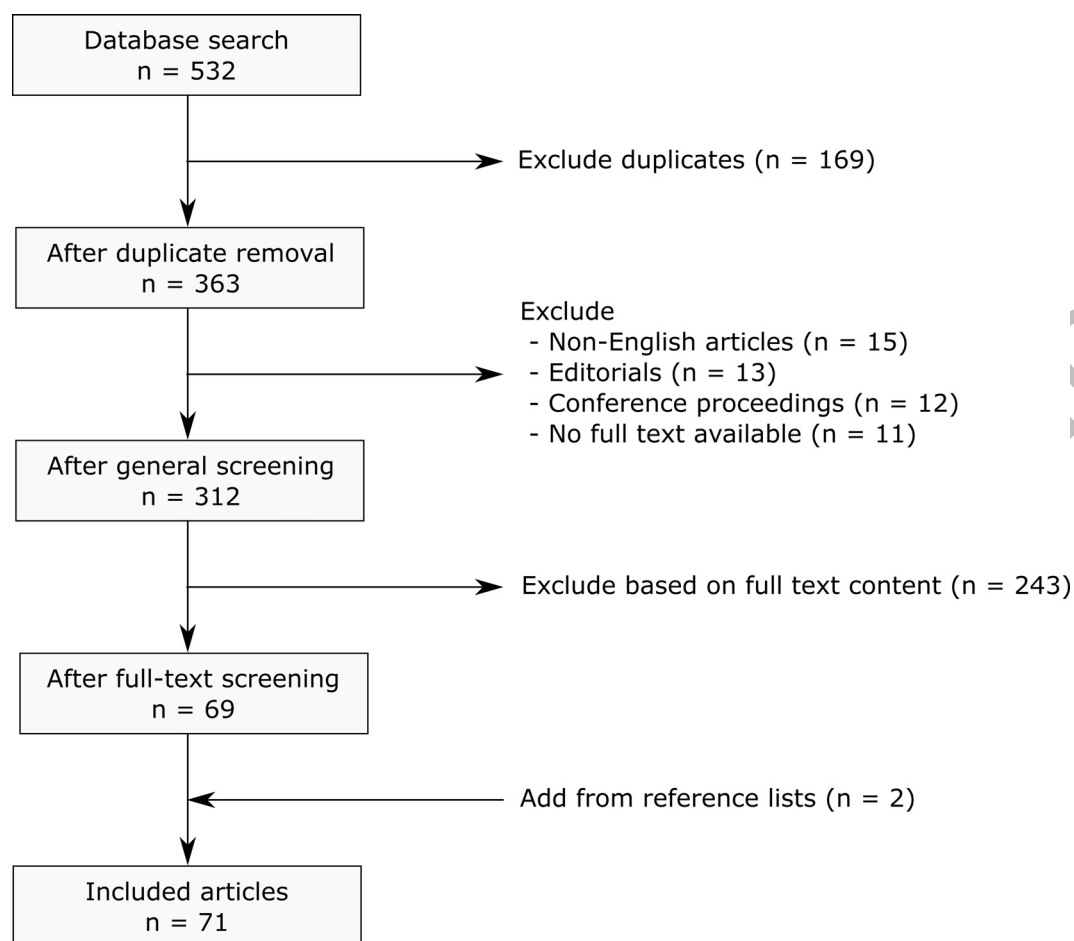 Database search
n = 532
Exclude duplicates (n = 169)
After duplicate removal
n = 363
Exclude
- Non-English articles (n = 15)
- Editorials (n = 13)
- Conference proceedings (n = 12)
- No full text available (n = 11)
After general screening
n = 312
Exclude based on full text content (n = 243)
After full-text screening
n = 69
Add from reference lists (n = 2)
Included articles
n = 71